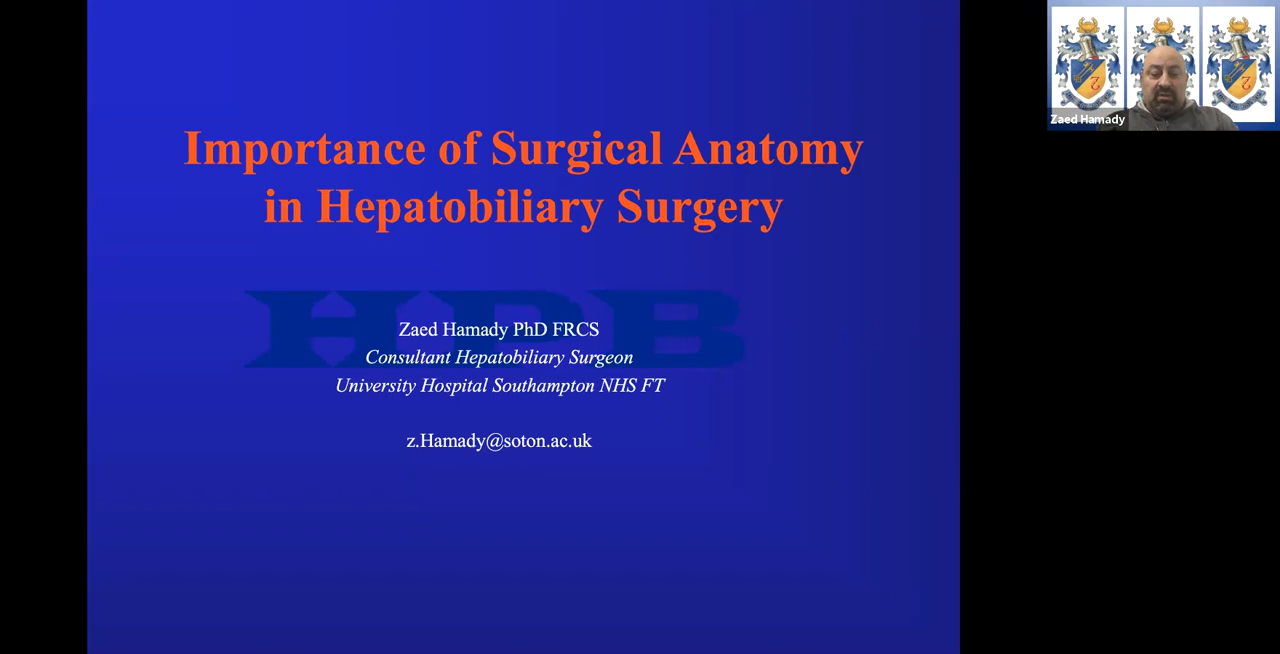 Importance of Surgical Anatomy
in Hepatobiliary Surgery
HPB
Zaed Hamady PhD FRCS
Consultant Hepatobiliary Surgeon
University Hospital Southampton NHS FT
z.Hamady@soton.ac.uk
Zaed Hamady